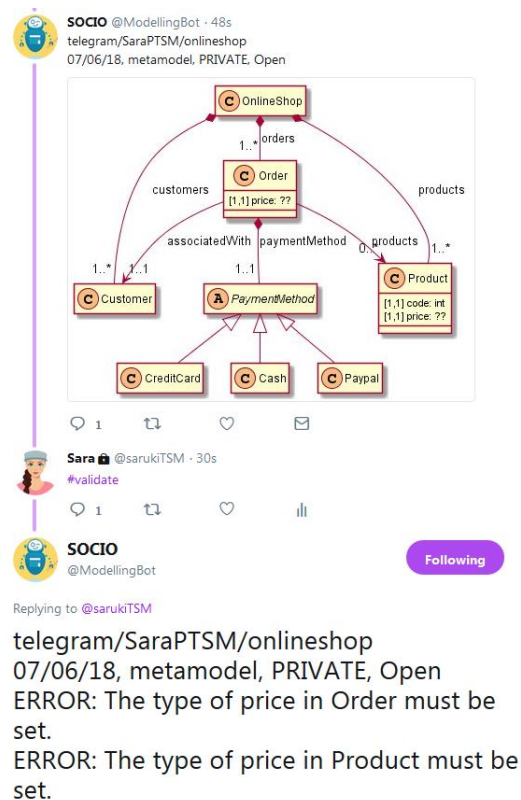 SOCIO @ModellingBot · 48s
telegram/SaraPTSM/onlineshop
07/06/18, metamodel, PRIVATE, Open
C OnlineShop
orders
1..*
C Order
[1,1] price: ??
customers
products
associatedWith
paymentMethod
products
0..*
1..*
1..*
1..1
1..1
C Customer
A PaymentMethod
C Product
[1,1] code: int
[1,1] price: ??
C CreditCard
C Cash
C Paypal
1
Sara @sarukiTSM · 30s
#validate
1
SOCIO
@ModellingBot
Following
Replying to @sarukiTSM
telegram/SaraPTSM/onlineshop
07/06/18, metamodel, PRIVATE, Open
ERROR: The type of price in Order must be
set.
ERROR: The type of price in Product must be
set.